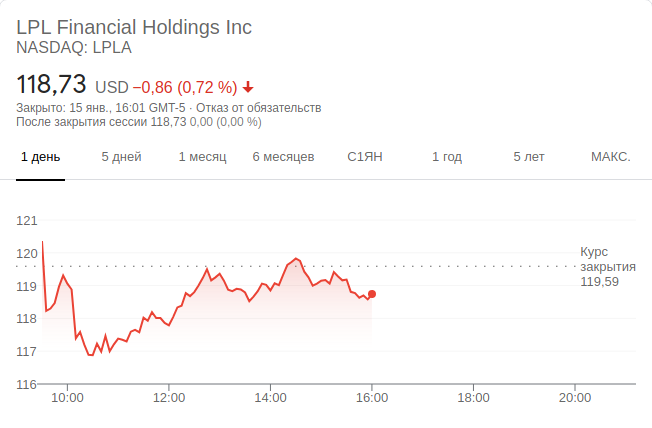 LPL Financial Holdings Inc
NASDAQ: LPLA
118,73 USD −0,86 (0,72 %)
Закрыто: 15 янв., 16:01 GMT-5 · Отказ от обязательств
После закрытия сессии 118,73 0,00 (0,00 %)
1 день 5 дней 1 месяц 6 месяцев С1ЯН 1 год 5 лет МАКС.
121
120
119
118
117
116
Курс
закрытия
119,59
10:00 12:00 14:00 16:00 18:00 20:00